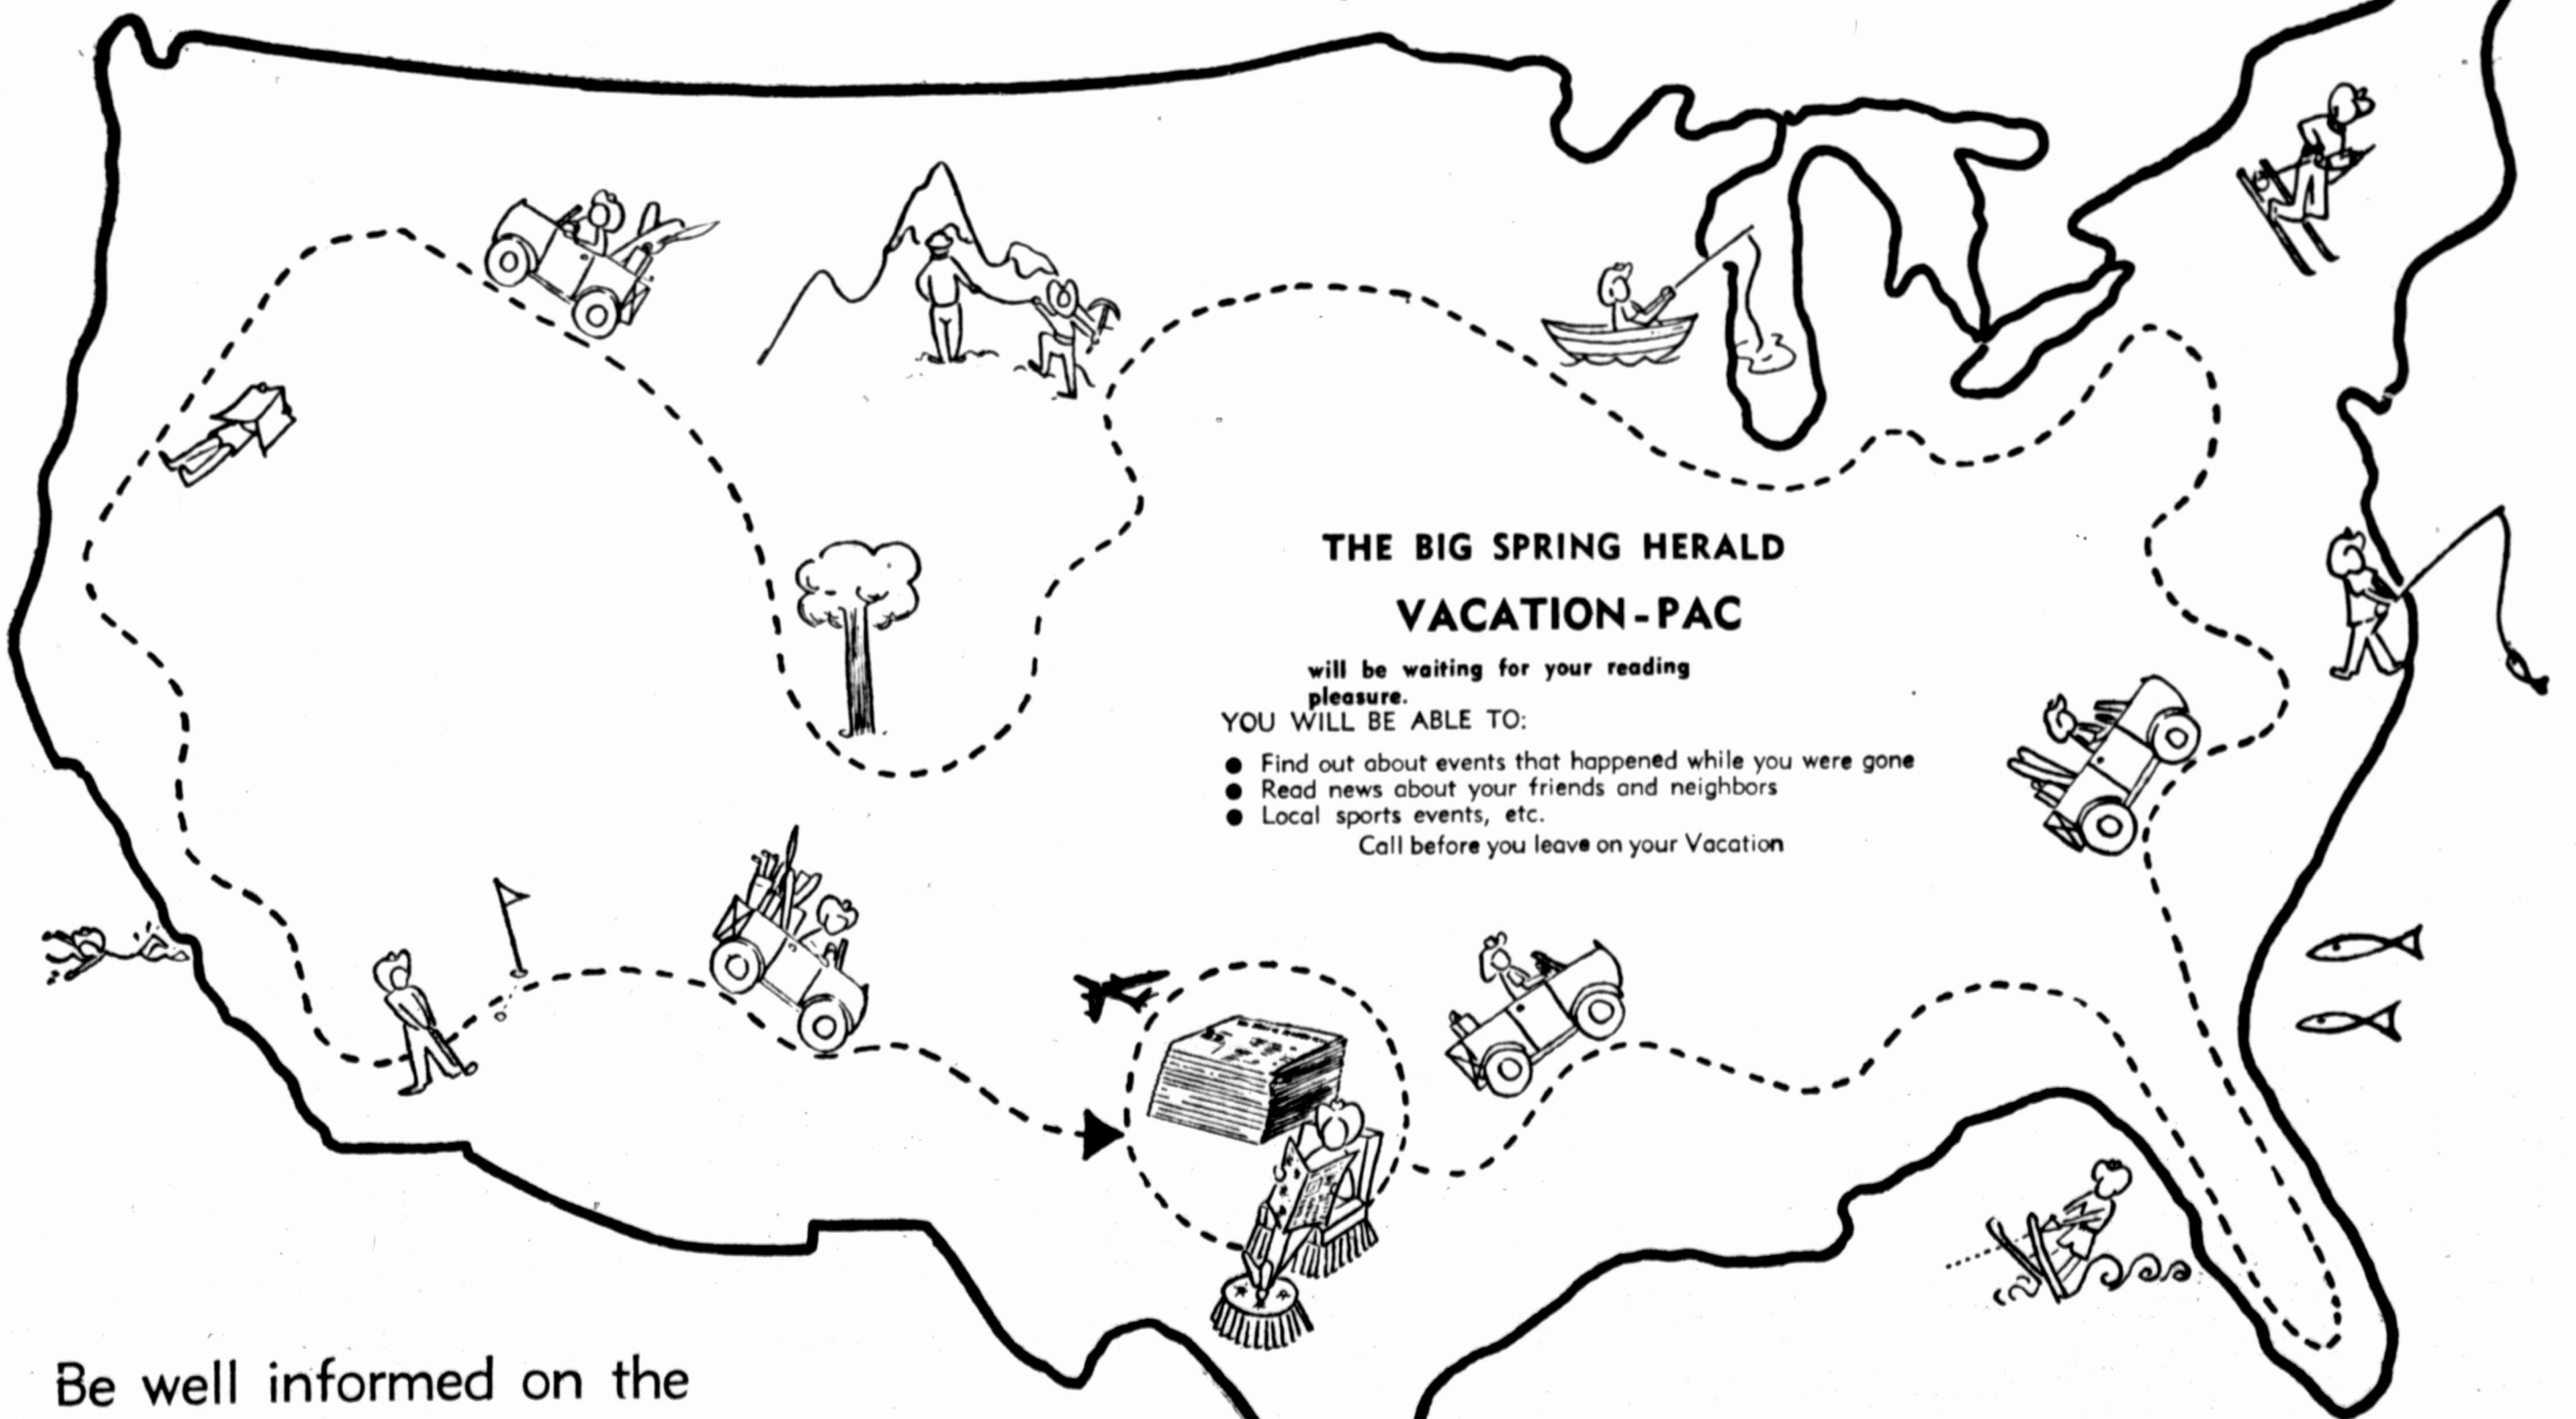 THE BIG SPRING HERALD
VACATION-PAC
will be waiting for your reading
pleasure.
YOU WILL BE ABLE TO:
● Find out about events that happened while you were gone
● Read news about your friends and neighbors
● Local sports events, etc.
Call before you leave on your Vacation
Be well informed on the